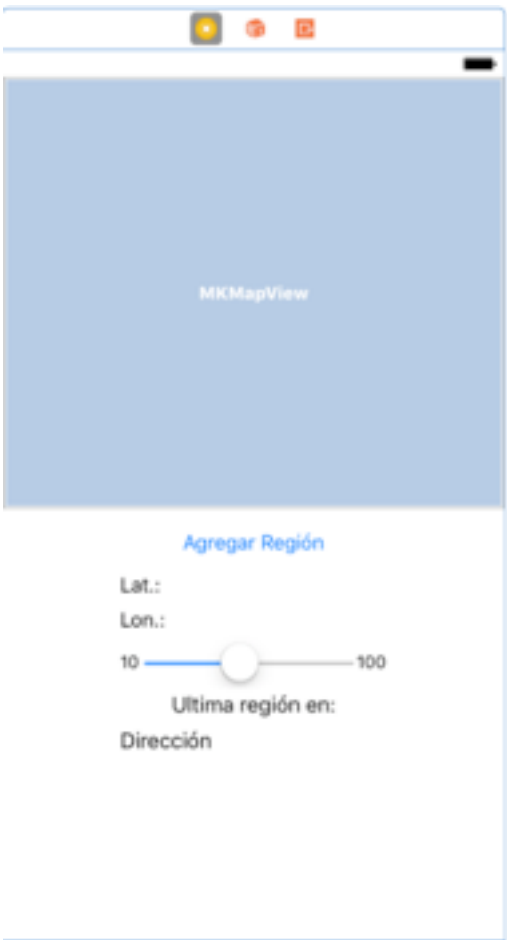 MKMapView
Agregar Región
Lat.:
Lon.:
10 100
Ultima región en:
Dirección